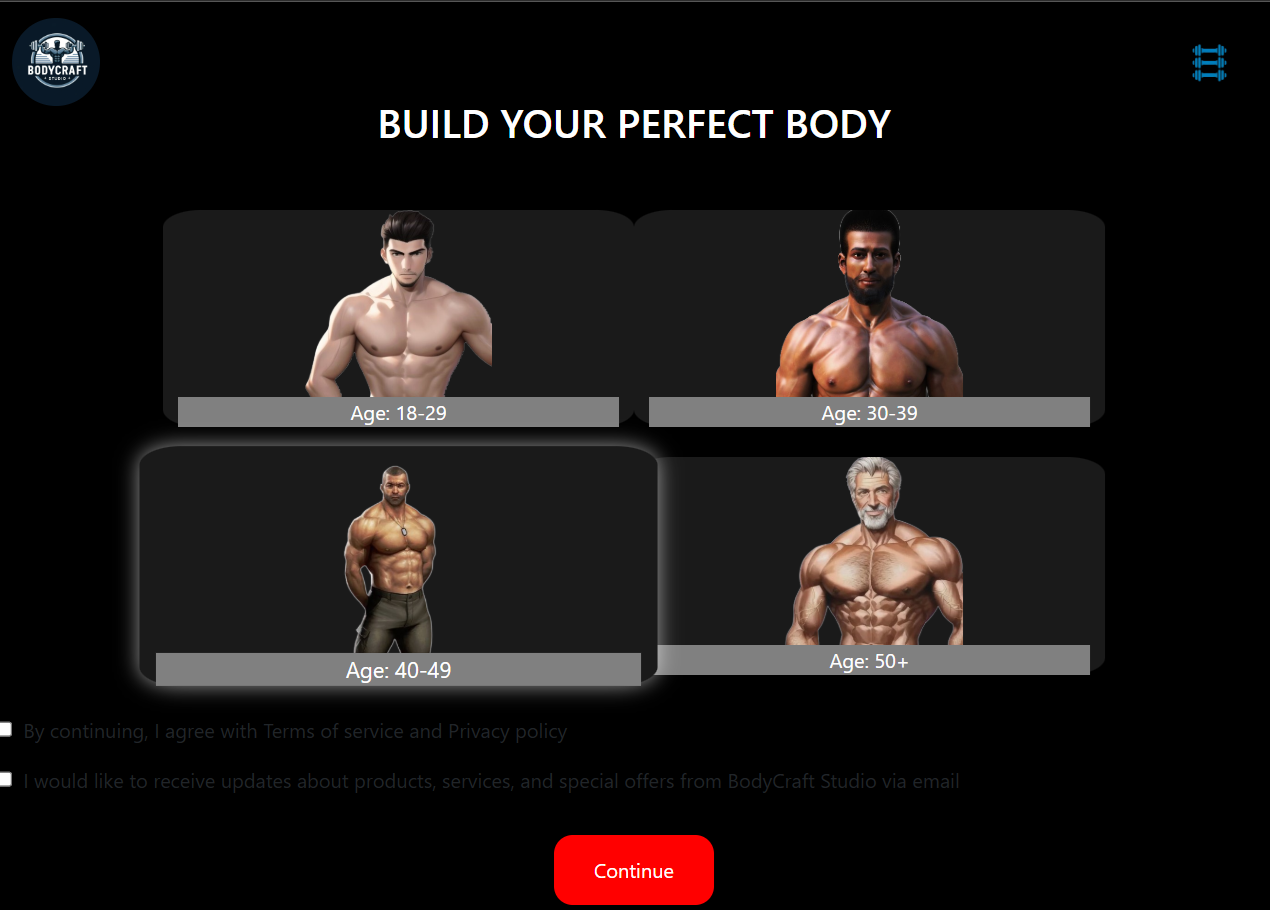 BODYCRAFT
STUDIO
BUILD YOUR PERFECT BODY
Age: 18-29
Age: 30-39
Age: 40-49
Age: 50+
By continuing, I agree with Terms of service and Privacy policy
I would like to receive updates about products, services, and special offers from BodyCraft Studio via email
Continue